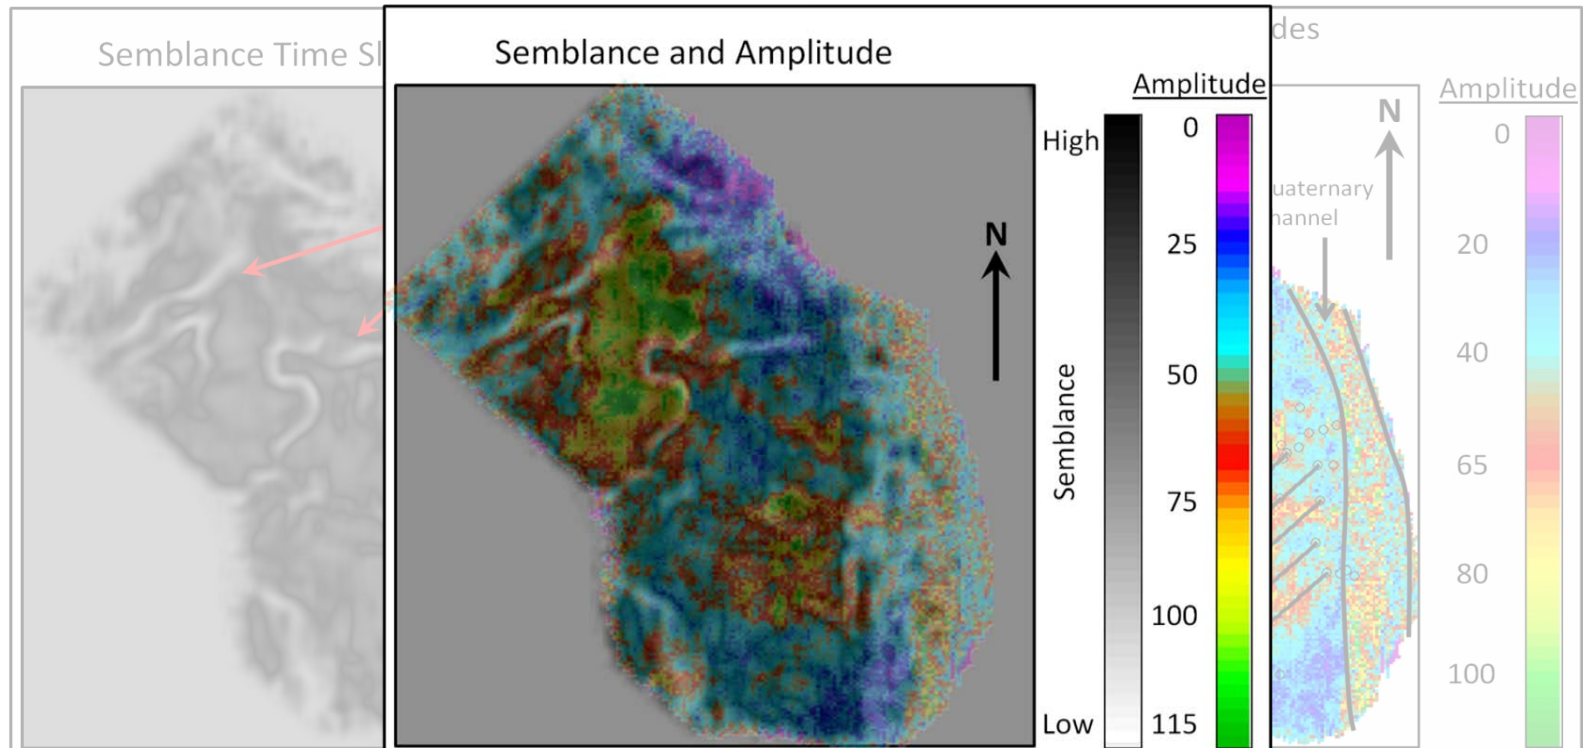 Semblance Time Sl
Semblance and Amplitude
des
Amplitude
Amplitude
High
0
25
50
75
100
115
Semblance
Low
N
N
uaternary
hannel
0
20
40
65
80
100